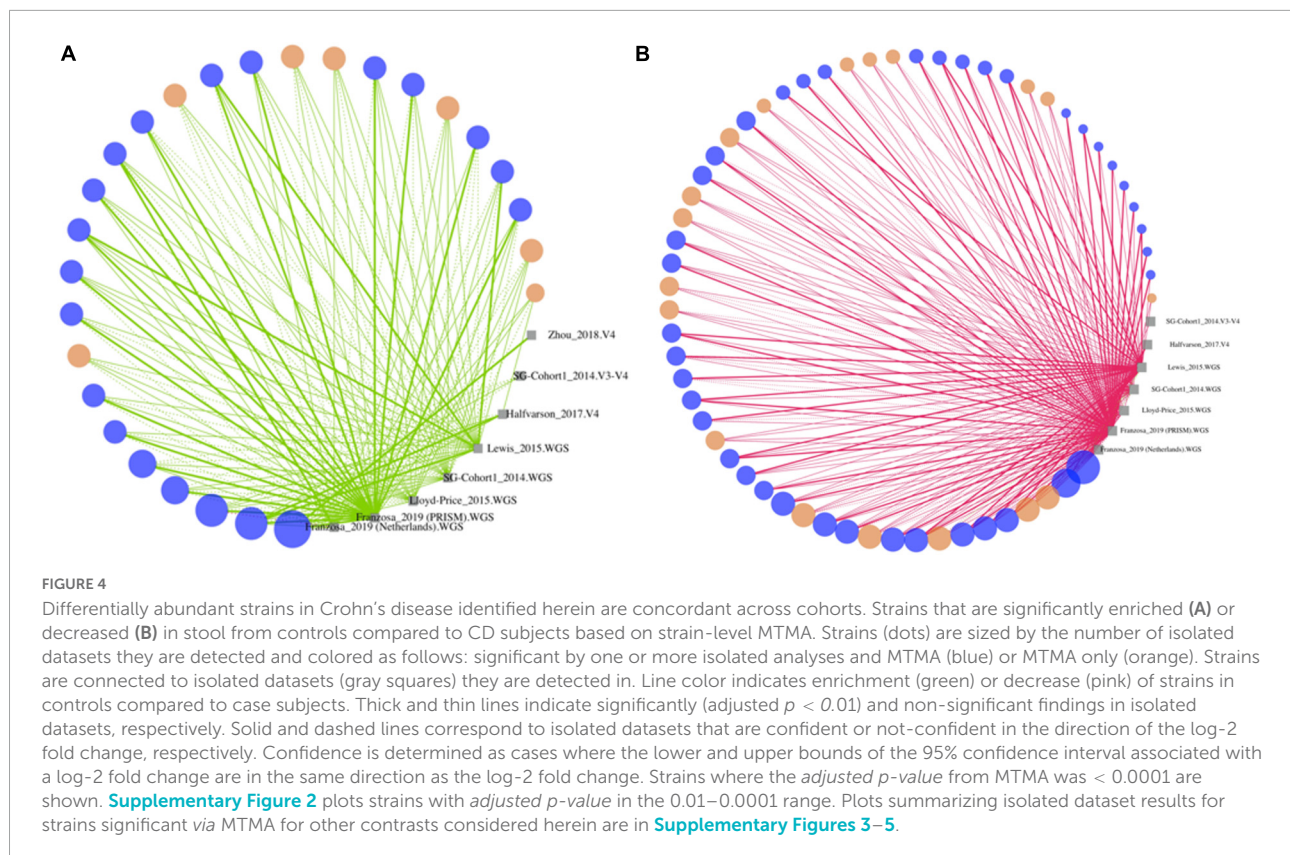 A
B
Zhou_2018.V4
SG-Cohort1_2014.V3-V4
Halfvarson_2017.V4
Lewis_2015.WGS
SG-Cohort1_2014.WGS
Lloyd-Price_2015.WGS
Franzosa_2019 (PRISM).WGS
Franzosa_2019 (Netherlands).WGS
SG-Cohort1_2014.V3-V4
Halfvarson_2017.V4
Lewis_2015.WGS
SG-Cohort1_2014.WGS
Lloyd-Price_2015.WGS
Franzosa_2019 (PRISM).WGS
Franzosa_2019 (Netherlands).WGS
FIGURE 4
Differentially abundant strains in Crohn's disease identified herein are concordant across cohorts. Strains that are significantly enriched (A) or
decreased (B) in stool from controls compared to CD subjects based on strain-level MTMA. Strains (dots) are sized by the number of isolated
datasets they are detected and colored as follows: significant by one or more isolated analyses and MTMA (blue) or MTMA only (orange). Strains
are connected to isolated datasets (gray squares) they are detected in. Line color indicates enrichment (green) or decrease (pink) of strains in
controls compared to case subjects. Thick and thin lines indicate significantly (adjusted p < 0.01) and non-significant findings in isolated
datasets, respectively. Solid and dashed lines correspond to isolated datasets that are confident or not-confident in the direction of the log-2
fold change, respectively. Confidence is determined as cases where the lower and upper bounds of the 95% confidence interval associated with
a log-2 fold change are in the same direction as the log-2 fold change. Strains where the adjusted p-value from MTMA was < 0.0001 are
shown. Supplementary Figure 2 plots strains with adjusted p-value in the 0.01–0.0001 range. Plots summarizing isolated dataset results for
strains significant via MTMA for other contrasts considered herein are in Supplementary Figures 3–5.